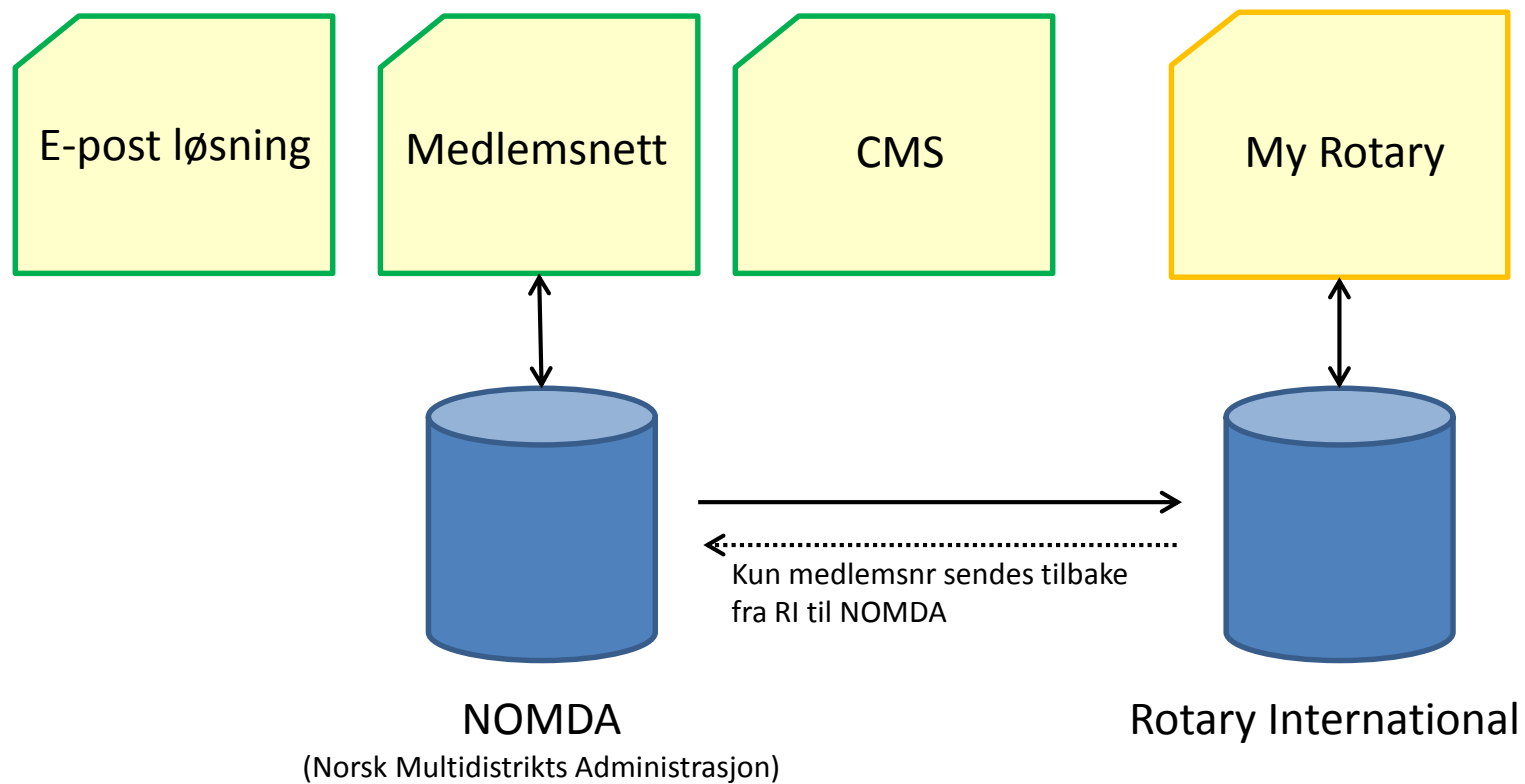 E-post løsning
Medlemsnett
CMS
My Rotary
Kun medlemsnr sendes tilbake
fra RI til NOMDA
NOMDA
(Norsk Multidistrikts Administrasjon)
Rotary International